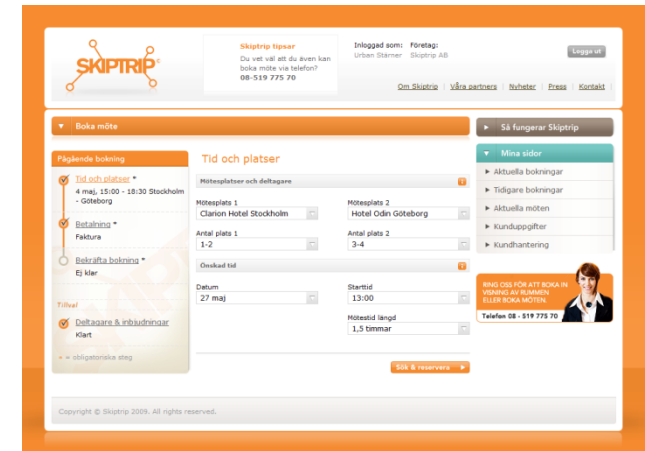 SKIPTRIP
Skiptrip tipsar
Du vet väl att du även kan
boka möte via telefon?
08-519 775 70
Inloggad som:
Urban Stärner
Företag:
Skiptrip AB
Logga ut
Om Skiptrip | Våra partners | Nyheter | Press | Kontakt
Boka möte
Pågående bokning
Tid och platser *
4 maj, 15:00 - 18:30 Stockholm
- Göteborg
Betalning *
Faktura
Bekräfta bokning *
Ej klar
Tillval
Deltagare & inbjudningar
Klart
* = obligatoriska steg
Tid och platser
Mötesplatser och deltagare
Mötesplats 1
Clarion Hotel Stockholm
Mötesplats 2
Hotel Odin Göteborg
Antal plats 1
1-2
Antal plats 2
3-4
Önskad tid
Datum
27 maj
Starttid
13:00
Mötestid längd
1,5 timmar
Sök & reservera
Så fungerar Skiptrip
Mina sidor
Aktuella bokningar
Tidigare bokningar
Aktuella möten
Kunduppgifter
Kundhantering
RING OSS FÖR ATT BOKA IN
VISNING AV RUMMEN
ELLER BOKA MÖTEN.
Telefon 08 - 519 775 70
Copyright © Skiptrip 2009. All rights reserved.